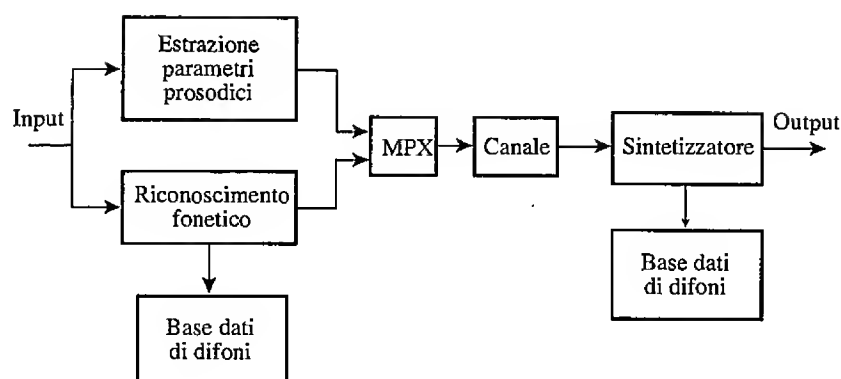 Estrazione
parametri
prosodici
Input
MPX
Canale
Sintetizzatore
Output
Riconoscimento
fonetico
Base dati
di difoni
Base dati
di difoni